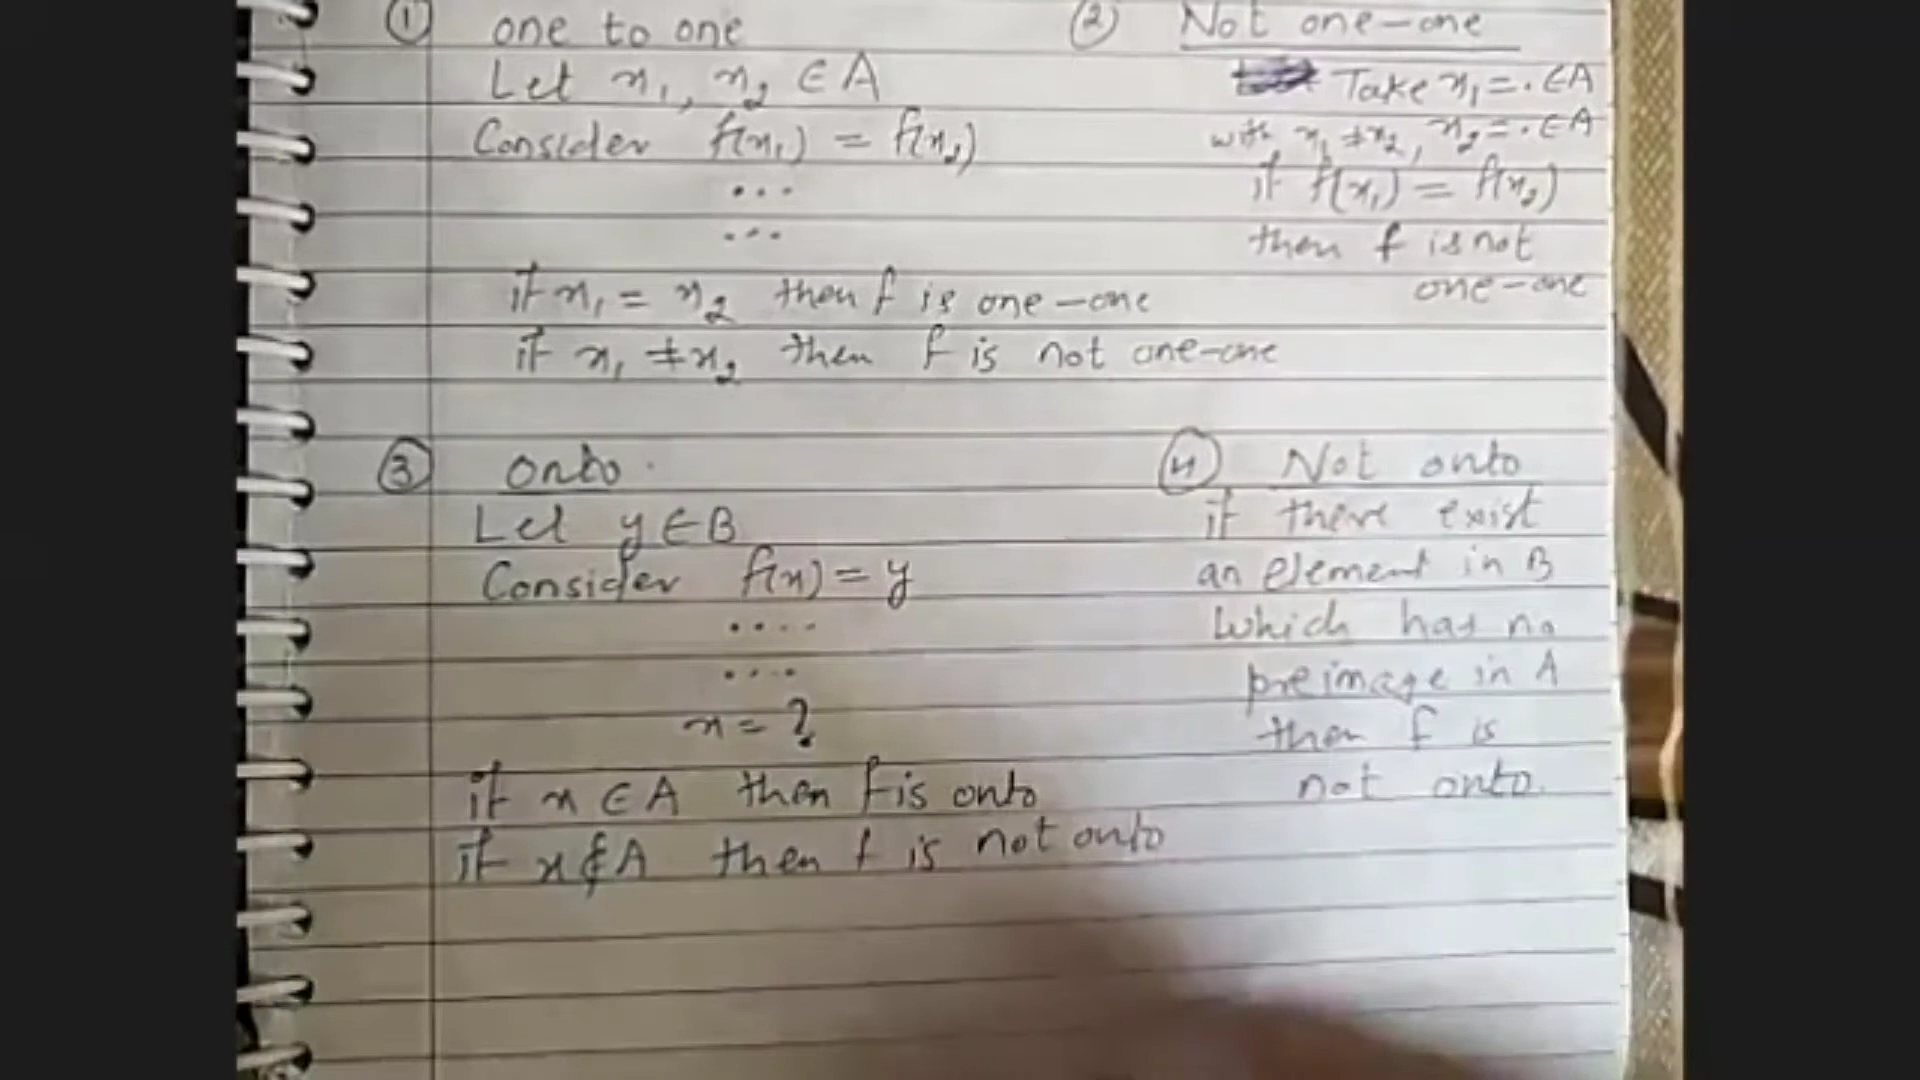 ① one to one
Let x₁, x₂ ∈ A
Consider f(x₁) = f(x₂)
...
...
if x₁ = x₂ then f is one-one
if x₁ ≠ x₂ then f is not one-one
② Not one-one
Take x₁ = . ∈ A
with x₁ ≠ x₂, x₂ = . ∈ A
if f(x₁) = f(x₂)
then f is not
one-one
③ onto.
Let y ∈ B
Consider f(x) = y
....
....
x = ?
if x ∈ A then f is onto
if x ∉ A then f is not onto
④ Not onto
if there exist
an element in B
which has no
preimage in A
then f is
not onto.